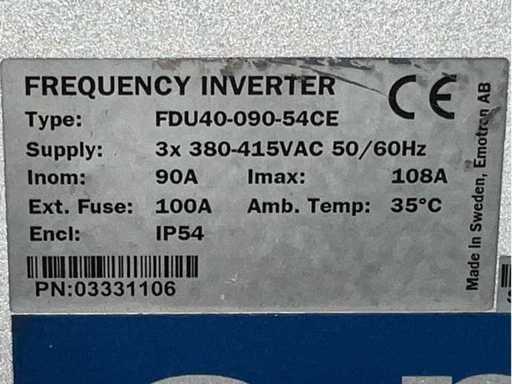 FREQUENCY INVERTER
Type: FDU40-090-54CE
Supply: 3x 380-415VAC 50/60Hz
Inom: 90A Imax: 108A
Ext. Fuse: 100A Amb. Temp: 35°C
Encl: IP54
PN:03331106
CE
Made in Sweden, Emotron AB